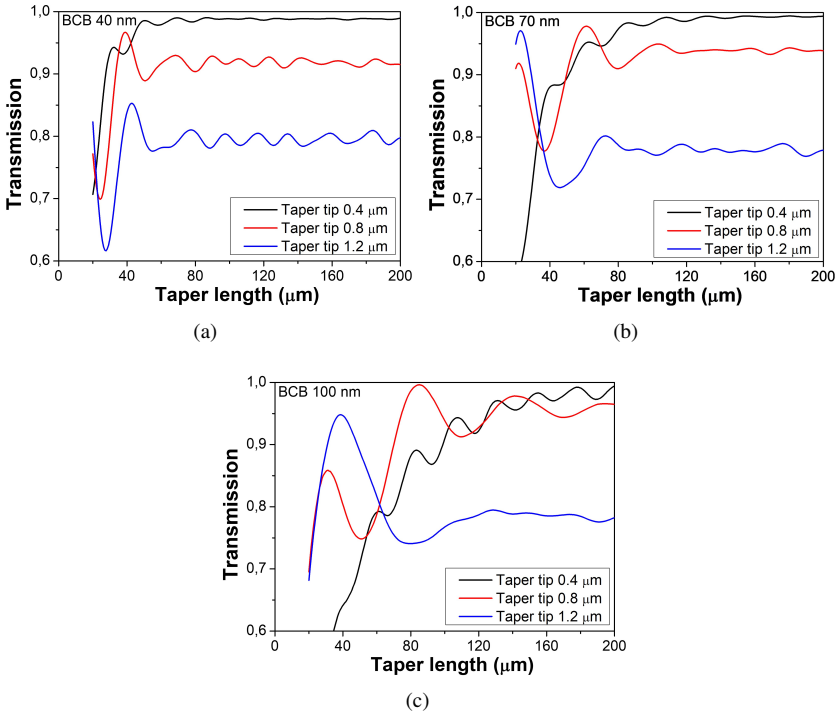 BCB 40 nm
Transmission
1,0
0,9
0,8
0,7
0,6
0 40 80 120 160 200
Taper length (μm)
Taper tip 0.4 μm
Taper tip 0.8 μm
Taper tip 1.2 μm
(a)
BCB 70 nm
Transmission
1,0
0,9
0,8
0,7
0,6
0 40 80 120 160 200
Taper length (μm)
Taper tip 0.4 μm
Taper tip 0.8 μm
Taper tip 1.2 μm
(b)
BCB 100 nm
Transmission
1,0
0,9
0,8
0,7
0,6
0 40 80 120 160 200
Taper length (μm)
Taper tip 0.4 μm
Taper tip 0.8 μm
Taper tip 1.2 μm
(c)